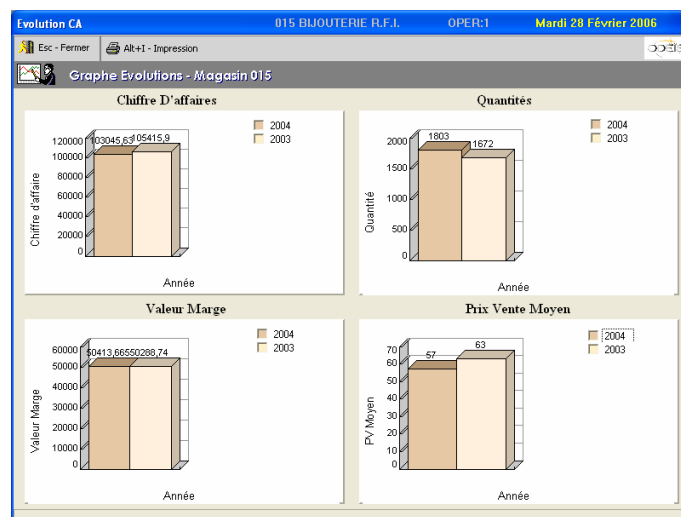 Evolution CA 015 BIJOUTERIE R.F.I. OPER:1 Mardi 28 Février 2006
Esc - Fermer Alt+I - Impression
Graphe Evolutions - Magasin 015
Chiffre D'affaires
2004
2003
103045,63 105415,9
120000
100000
80000
60000
40000
20000
0
Chiffre d'affaire
Année
Quantités
2004
2003
1803
1672
2000
1500
1000
500
0
Quantité
Année
Valeur Marge
2004
2003
50413,66 50288,74
60000
50000
40000
30000
20000
10000
0
Valeur Marge
Année
Prix Vente Moyen
2004
2003
57
63
70
60
50
40
30
20
10
0
PV Moyen
Année